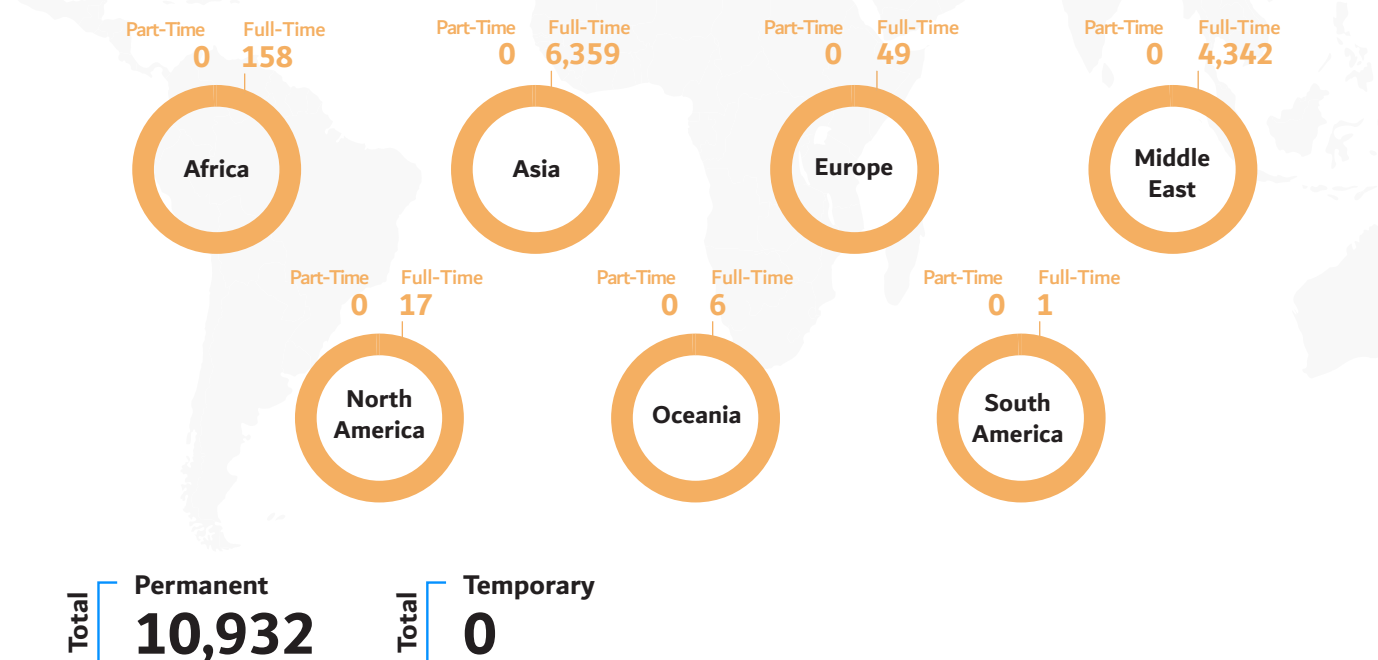 Part-Time Full-Time
0 158
Africa
Part-Time Full-Time
0 6,359
Asia
Part-Time Full-Time
0 49
Europe
Part-Time Full-Time
0 4,342
Middle
East
Part-Time Full-Time
0 17
North
America
Part-Time Full-Time
0 6
Oceania
Part-Time Full-Time
0 1
South
America
Total
Permanent
10,932
Total
Temporary
0